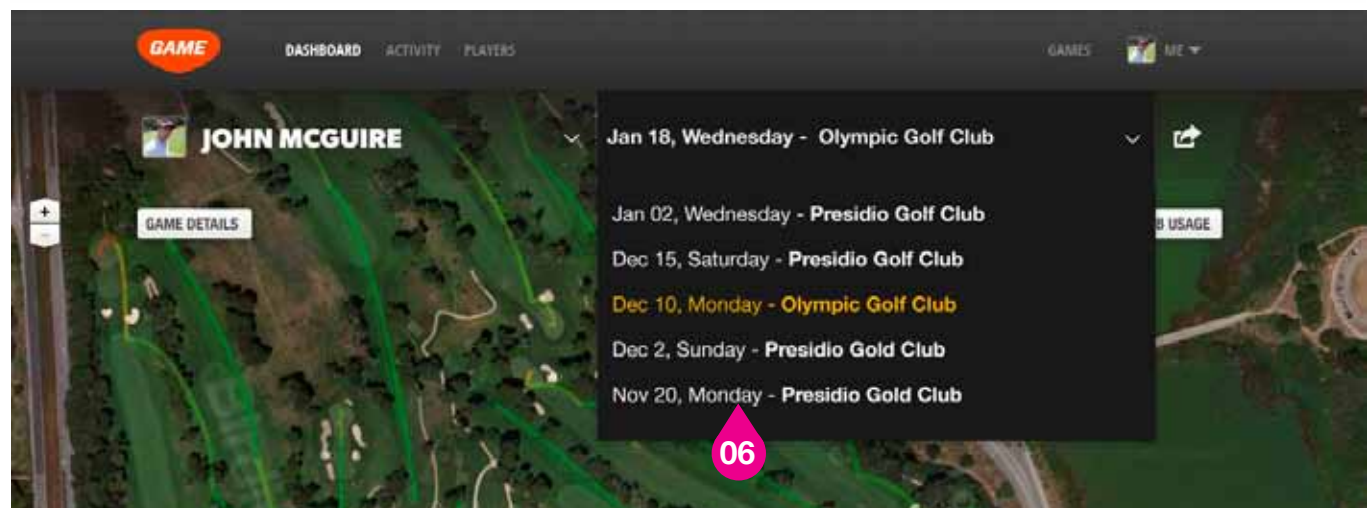 GAME DASHBOARD ACTIVITY PLAYERS GAMES ME
JOHN MCGUIRE
Jan 18, Wednesday - Olympic Golf Club
+
-
GAME DETAILS
B USAGE
Jan 02, Wednesday - Presidio Golf Club
Dec 15, Saturday - Presidio Golf Club
Dec 10, Monday - Olympic Golf Club
Dec 2, Sunday - Presidio Gold Club
Nov 20, Monday - Presidio Gold Club
06